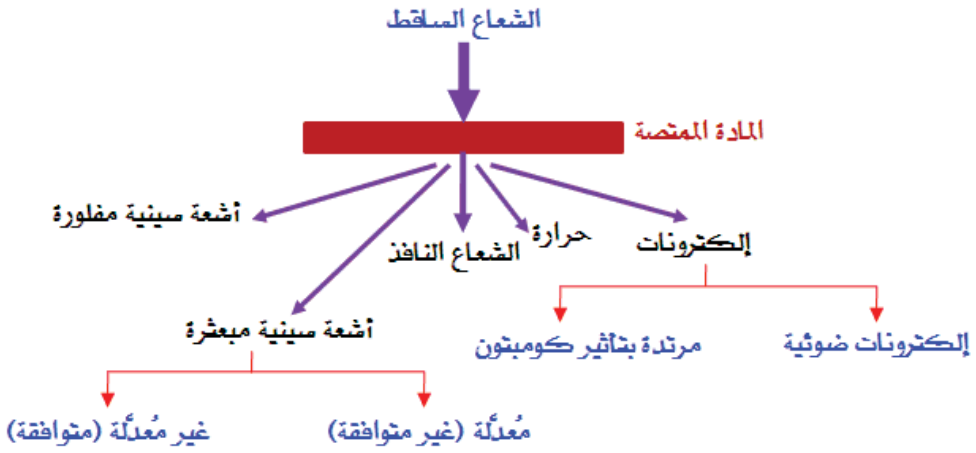 الشعاع الساقط
المادة الممتصة
أشعة سينية مفلورة
الشعاع النافذ
حرارة
إلكترونات
أشعة سينية مبعثرة
مرتدة بتأثير كومبتون
إلكترونات ضوئية
غير مُعدَّلة (متوافقة)
مُعدَّلة (غير متوافقة)